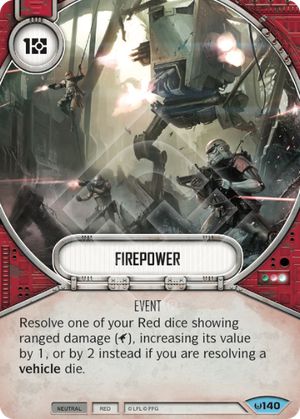 1
FIREPOWER
EVENT
Resolve one of your Red dice showing
ranged damage ( ), increasing its value
by 1, or by 2 instead if you are resolving a
vehicle die.
NEUTRAL RED © LFL © FFG 140